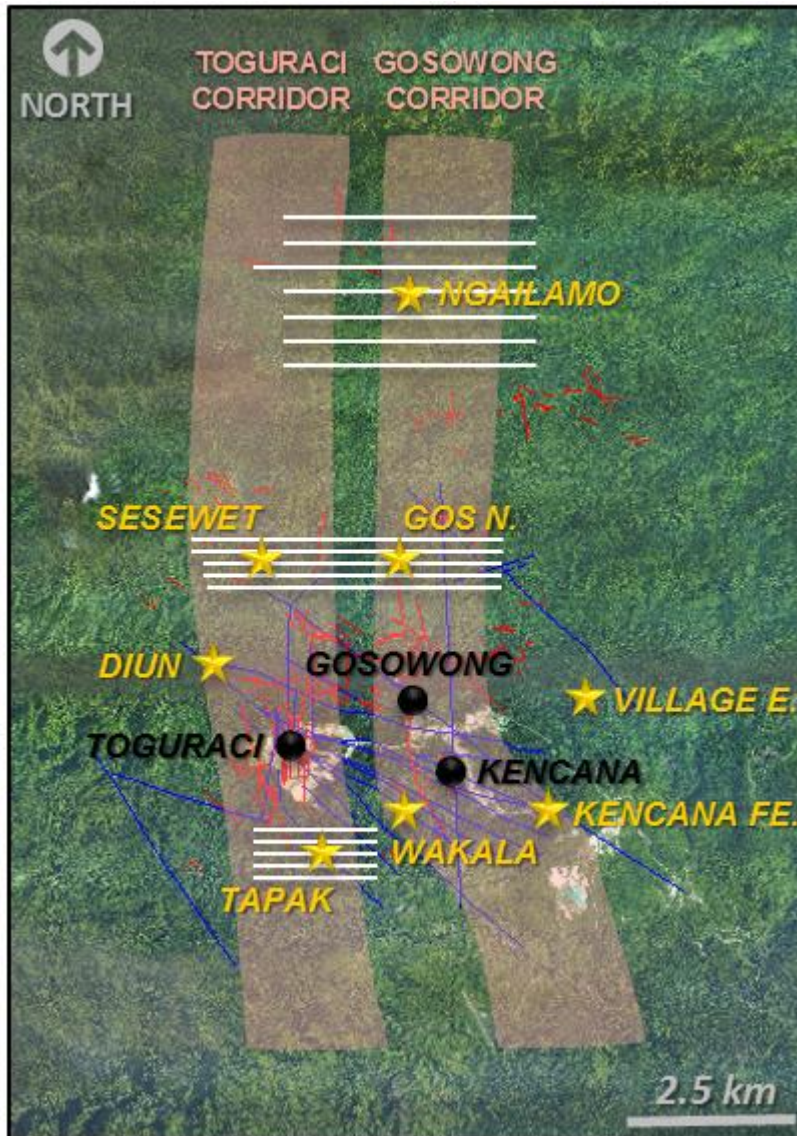 TOGURACI
CORRIDOR
GOSOWONG
CORRIDOR
NORTH
NGAILAMO
SESEWET
GOS N.
DIUN
GOSOWONG
VILLAGE E.
TOGURACI
KENCANA
KENCANA FE.
WAKALA
TAPAK
2.5 km